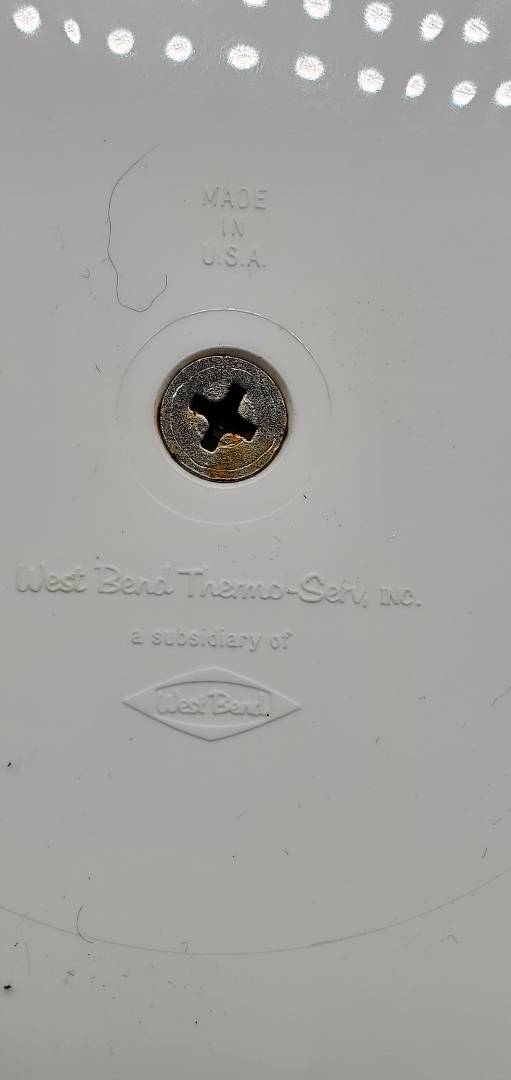 MADE
IN
U.S.A.
West Bend Thermo-Serv, INC.
a subsidiary of
West Bend